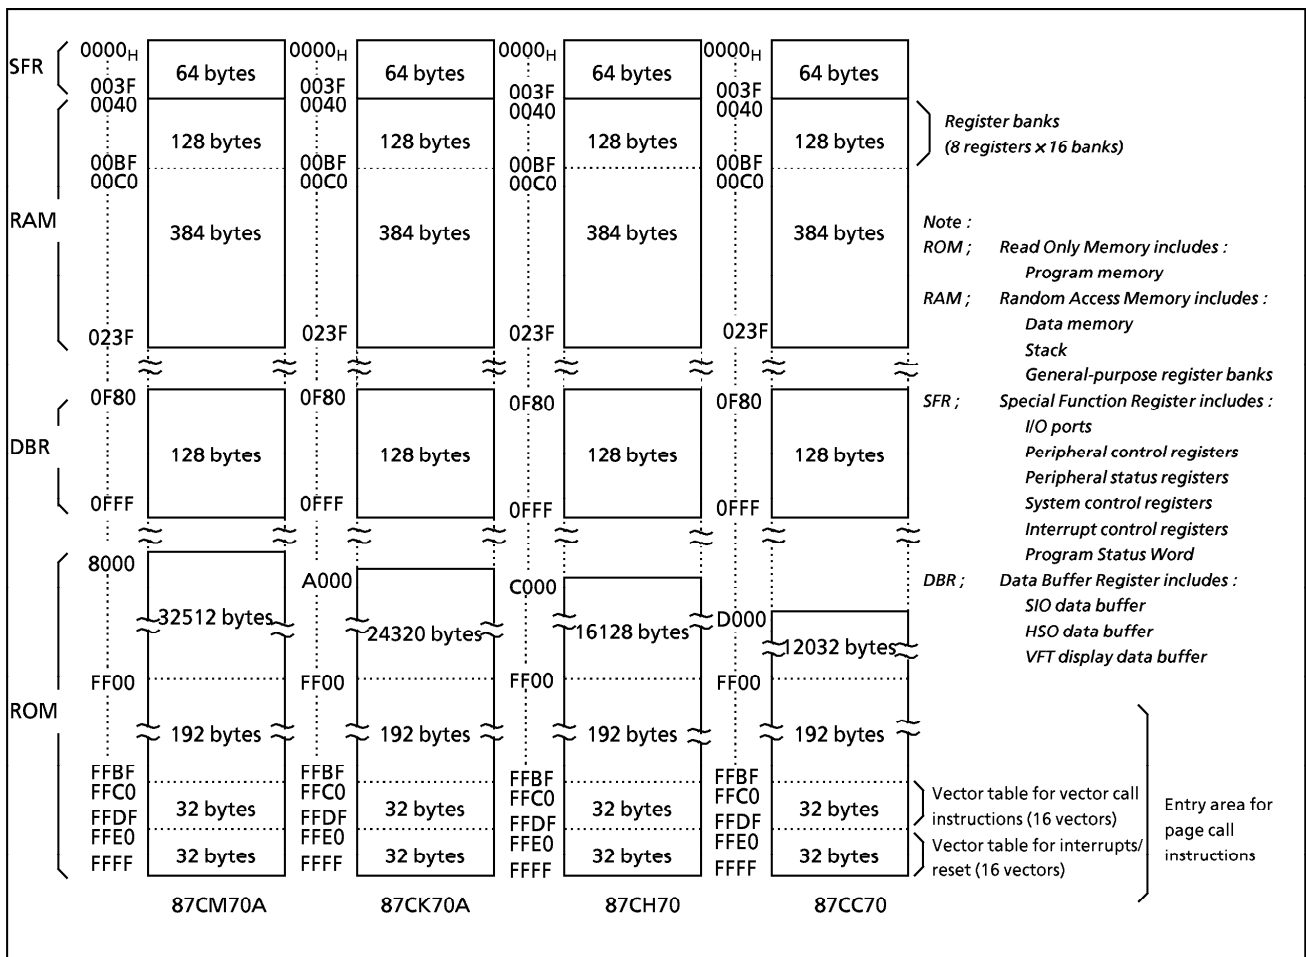 SFR
RAM
DBR
ROM
0000H
003F
0040
00BF
00C0
023F
0F80
0FFF
8000
FF00
FFBF
FFC0
FFDF
FFE0
FFFF
64 bytes
128 bytes
384 bytes
128 bytes
32512 bytes
192 bytes
32 bytes
32 bytes
87CM70A
0000H
003F
0040
00BF
00C0
023F
0F80
0FFF
A000
FF00
FFBF
FFC0
FFDF
FFE0
FFFF
64 bytes
128 bytes
384 bytes
128 bytes
24320 bytes
192 bytes
32 bytes
32 bytes
87CK70A
0000H
003F
0040
00BF
00C0
023F
0F80
0FFF
C000
FF00
FFBF
FFC0
FFDF
FFE0
FFFF
64 bytes
128 bytes
384 bytes
128 bytes
16128 bytes
192 bytes
32 bytes
32 bytes
87CH70
0000H
003F
0040
00BF
00C0
023F
0F80
0FFF
D000
FF00
FFBF
FFC0
FFDF
FFE0
FFFF
64 bytes
128 bytes
384 bytes
128 bytes
12032 bytes
192 bytes
32 bytes
32 bytes
87CC70
Register banks
(8 registers × 16 banks)
Note :
ROM ; Read Only Memory includes :
Program memory
RAM ; Random Access Memory includes :
Data memory
Stack
General-purpose register banks
SFR ; Special Function Register includes :
I/O ports
Peripheral control registers
Peripheral status registers
System control registers
Interrupt control registers
Program Status Word
DBR ; Data Buffer Register includes :
SIO data buffer
HSO data buffer
VFT display data buffer
Vector table for vector call
instructions (16 vectors)
Vector table for interrupts/
reset (16 vectors)
Entry area for
page call
instructions